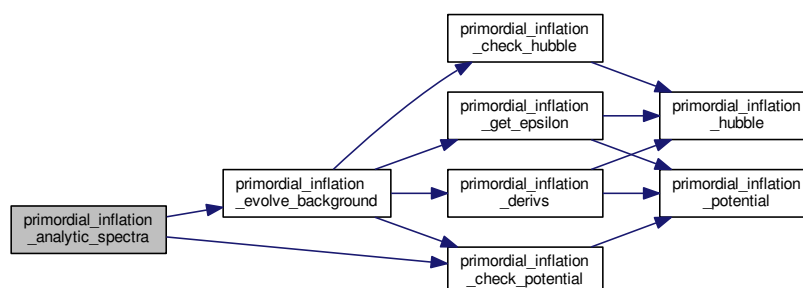 primordial_inflation
_analytic_spectra
primordial_inflation
_evolve_background
primordial_inflation
_check_hubble
primordial_inflation
_get_epsilon
primordial_inflation
_derivs
primordial_inflation
_check_potential
primordial_inflation
_hubble
primordial_inflation
_potential